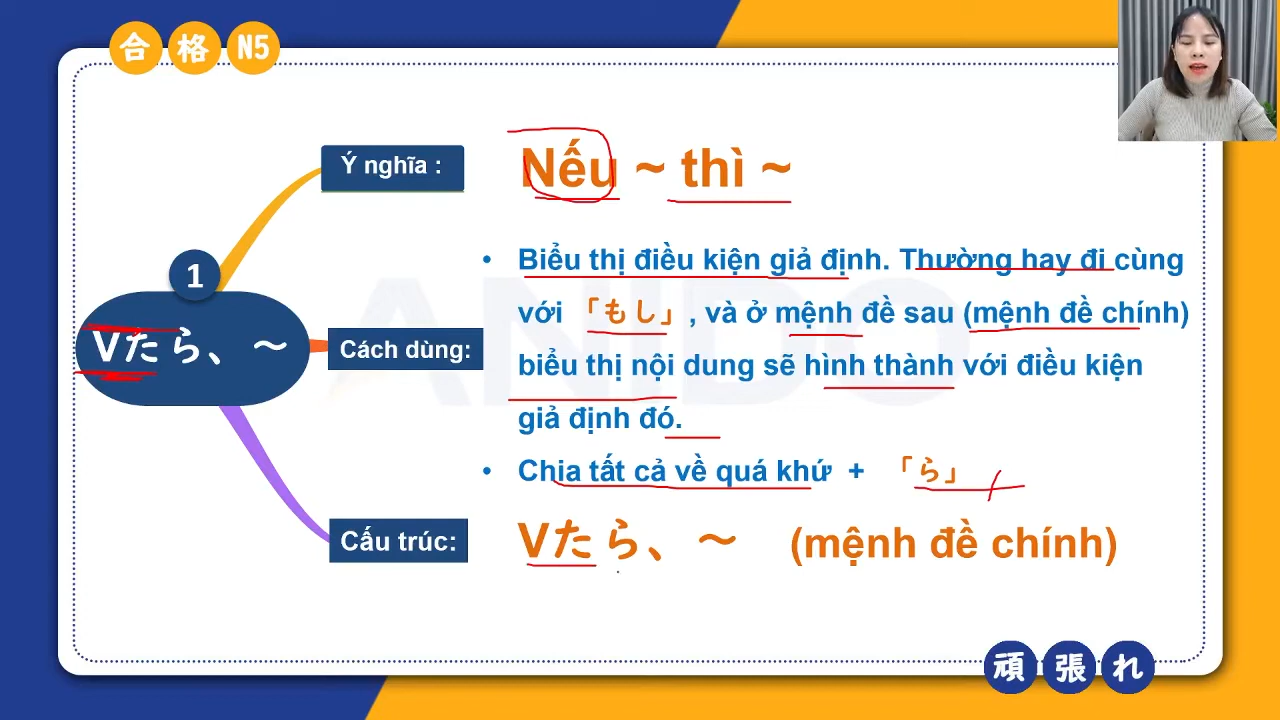 合格 N5
Ý nghĩa :
Nếu ~ thì ~
1
Vたら、～
Cách dùng:
• Biểu thị điều kiện giả định. Thường hay đi cùng
với 「もし」, và ở mệnh đề sau (mệnh đề chính)
biểu thị nội dung sẽ hình thành với điều kiện
giả định đó.
• Chia tất cả về quá khứ + 「ら」
Cấu trúc:
Vたら、～ (mệnh đề chính)
ANIDO
頑張れ